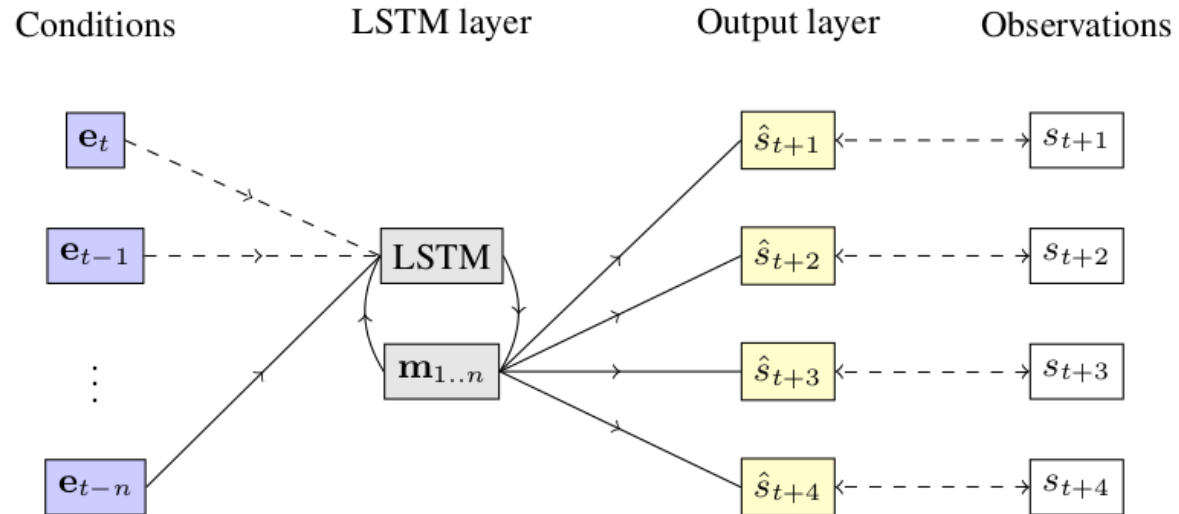 Conditions LSTM layer Output layer Observations
e_t ŝ_{t+1} s_{t+1}
e_{t−1} LSTM ŝ_{t+2} s_{t+2}
⋮ m_{1..n} ŝ_{t+3} s_{t+3}
e_{t−n} ŝ_{t+4} s_{t+4}